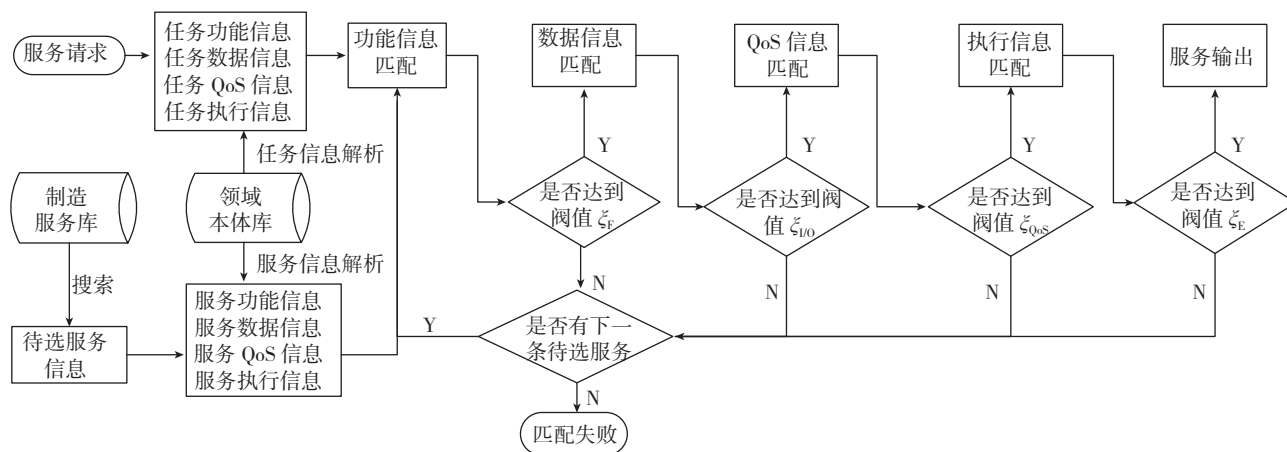 服务请求
任务功能信息
任务数据信息
任务 QoS 信息
任务执行信息
功能信息
匹配
数据信息
匹配
QoS 信息
匹配
执行信息
匹配
服务输出
Y
Y
Y
Y
任务信息解析
制造
服务库
领域
本体库
是否达到
阀值 ξF
是否达到阀
值 ξI/O
是否达到
阀值 ξQoS
是否达到
阀值 ξE
搜索
服务信息解析
N
N
N
N
待选服务
信息
服务功能信息
服务数据信息
服务 QoS 信息
服务执行信息
Y
是否有下一
条待选服务
N
匹配失败